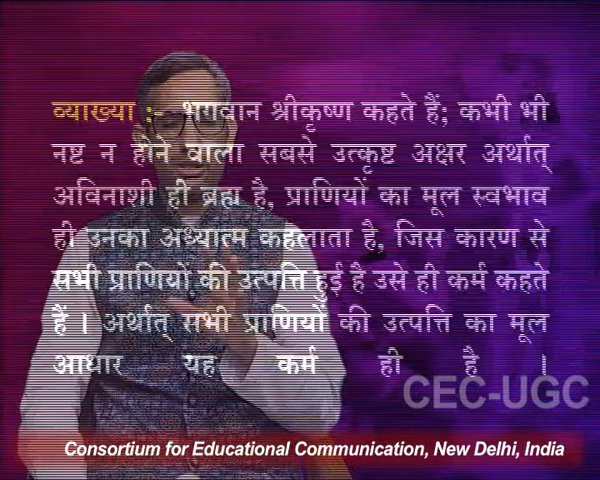 व्याख्या :- भगवान श्रीकृष्ण कहते हैं; कभी भी
नष्ट न होने वाला सबसे उत्कृष्ट अक्षर अर्थात्
अविनाशी ही ब्रह्म है, प्राणियों का मूल स्वभाव
ही उनका अध्यात्म कहलाता है, जिस कारण से
सभी प्राणियों की उत्पत्ति हुई है उसे ही कर्म कहते
हैं । अर्थात् सभी प्राणियों की उत्पत्ति का मूल
आधार यह कर्म ही है ।
CEC-UGC
Consortium for Educational Communication, New Delhi, India